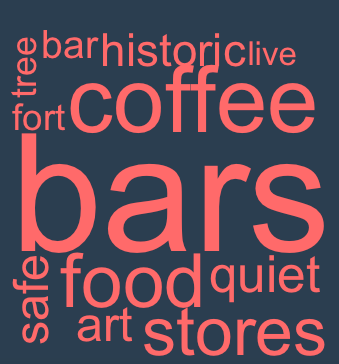 tree
bar
historic
live
fort
coffee
bars
safe
food
quiet
art
stores